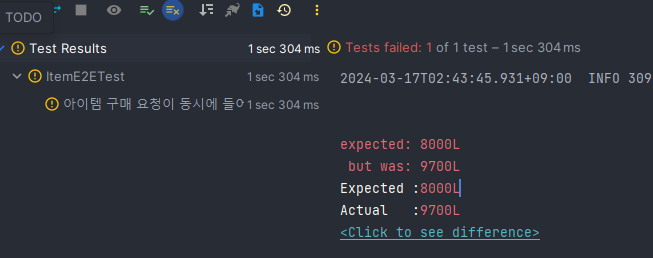 TODO
Test Results 1 sec 304 ms
Tests failed: 1 of 1 test – 1 sec 304 ms
ItemE2ETest 1 sec 304 ms
아이템 구매 요청이 동시에 들어 1 sec 304 ms
2024-03-17T02:43:45.931+09:00 INFO 309
expected: 8000L
but was: 9700L
Expected :8000L
Actual :9700L
<Click to see difference>